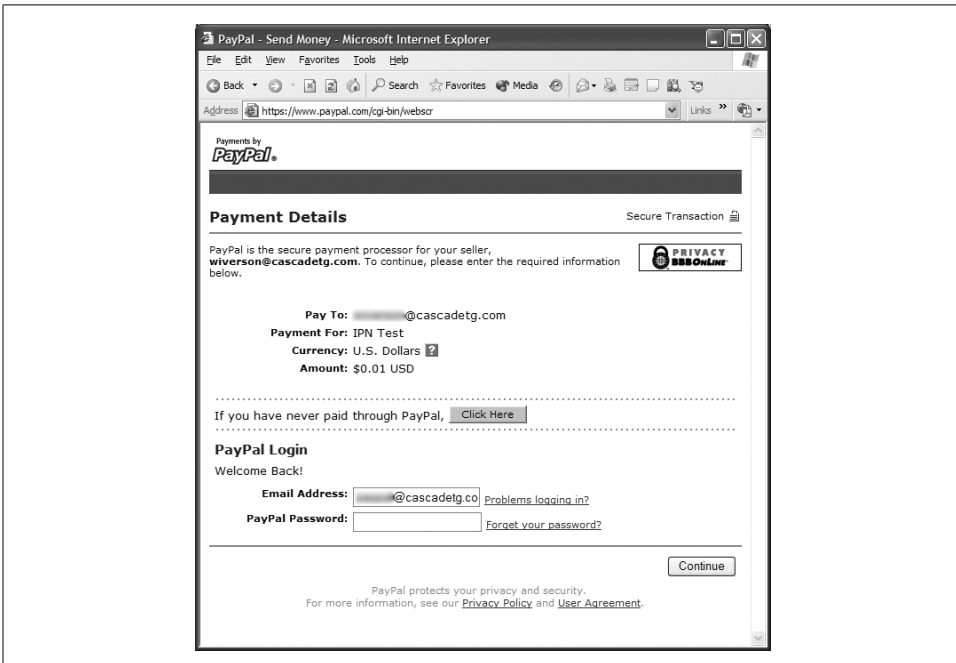 PayPal - Send Money - Microsoft Internet Explorer
File Edit View Favorites Tools Help
Back Search Favorites Media
Address https://www.paypal.com/cgi-bin/webscr Links »
Payments by
PayPal®
Payment Details
Secure Transaction
PayPal is the secure payment processor for your seller,
wiverson@cascadetg.com. To continue, please enter the required information
below.
PRIVACY
BBBONLINE
Pay To: @cascadetg.com
Payment For: IPN Test
Currency: U.S. Dollars ?
Amount: $0.01 USD
If you have never paid through PayPal, Click Here
PayPal Login
Welcome Back!
Email Address: @cascadetg.co Problems logging in?
PayPal Password: Forget your password?
Continue
PayPal protects your privacy and security.
For more information, see our Privacy Policy and User Agreement.